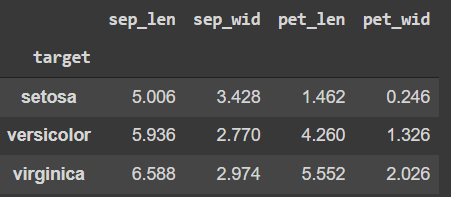 sep_len sep_wid pet_len pet_wid
target
setosa 5.006 3.428 1.462 0.246
versicolor 5.936 2.770 4.260 1.326
virginica 6.588 2.974 5.552 2.026